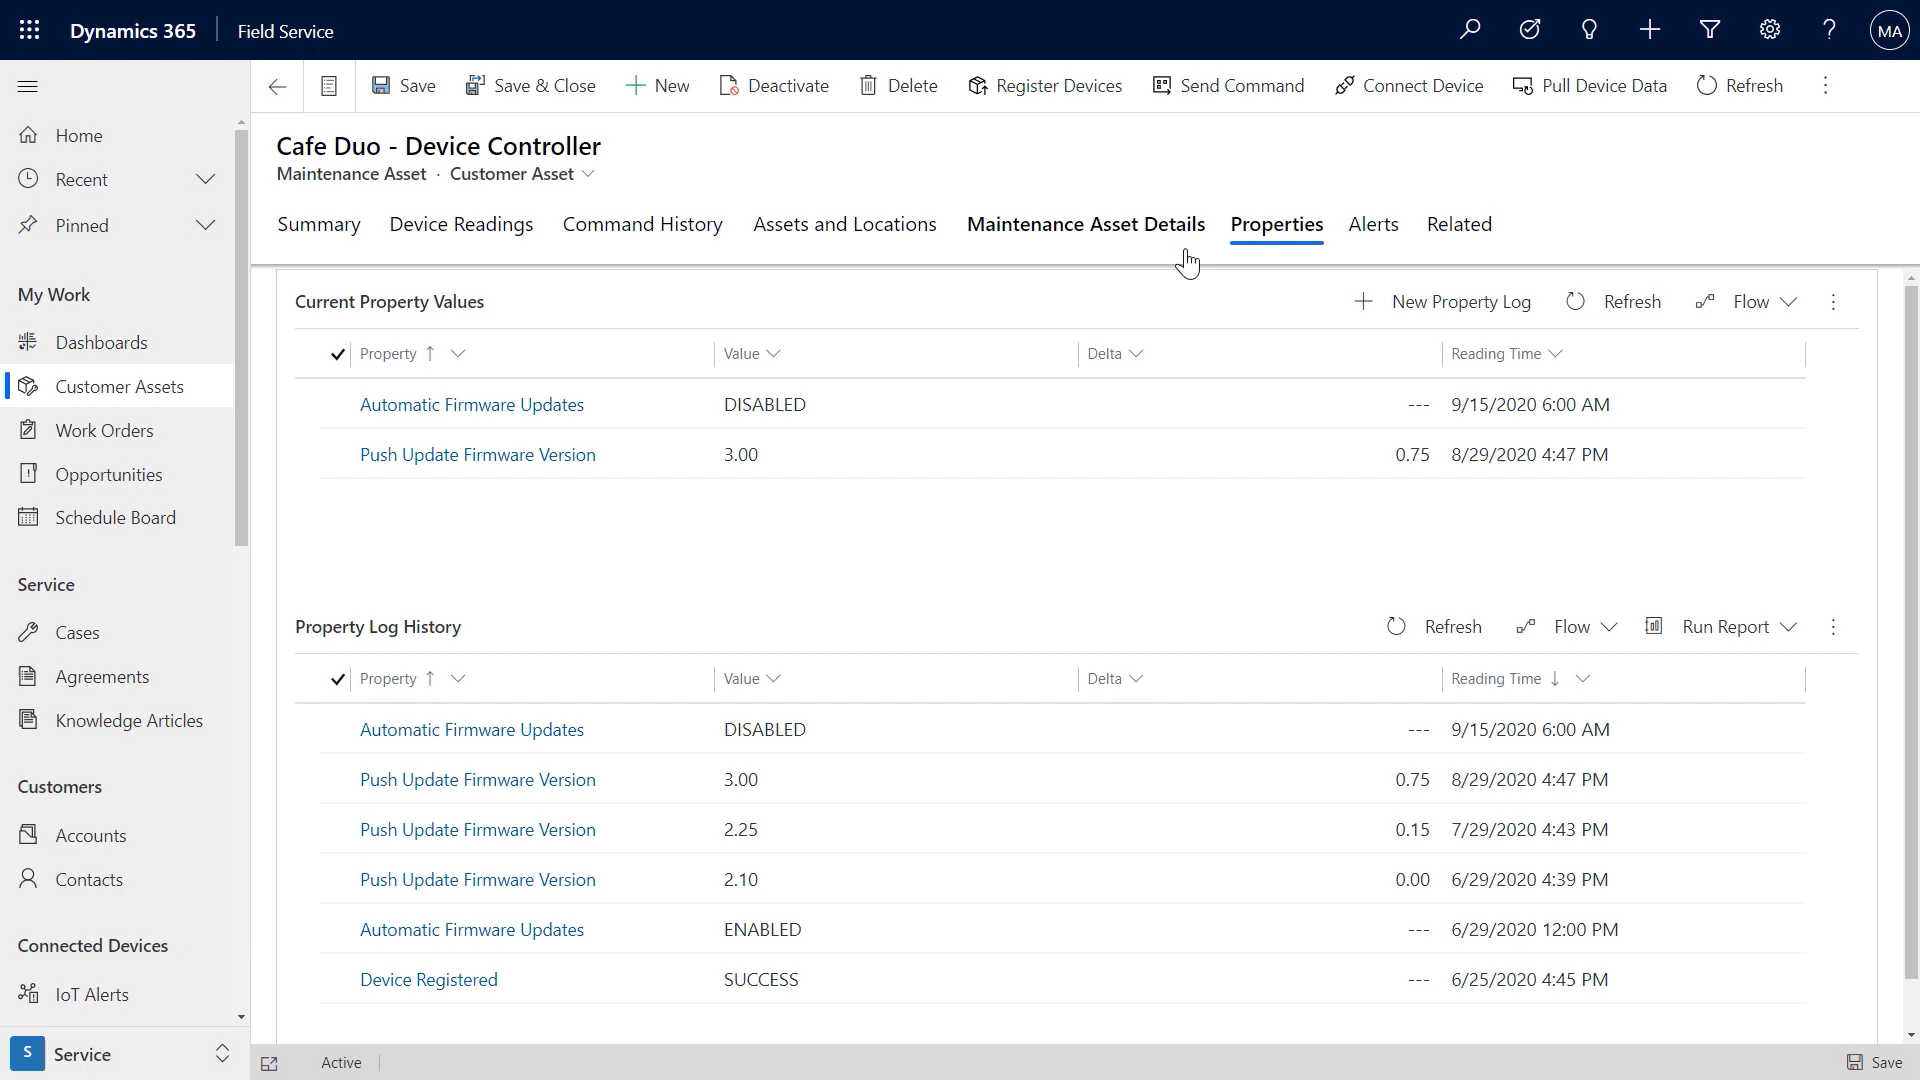 Dynamics 365 Field Service MA
Save Save & Close New Deactivate Delete Register Devices Send Command Connect Device Pull Device Data Refresh
Home
Recent
Pinned
My Work
Dashboards
Customer Assets
Work Orders
Opportunities
Schedule Board
Service
Cases
Agreements
Knowledge Articles
Customers
Accounts
Contacts
Connected Devices
IoT Alerts
S Service
Cafe Duo - Device Controller
Maintenance Asset · Customer Asset
Summary Device Readings Command History Assets and Locations Maintenance Asset Details Properties Alerts Related
Current Property Values New Property Log Refresh Flow
Property Value Delta Reading Time
Automatic Firmware Updates DISABLED --- 9/15/2020 6:00 AM
Push Update Firmware Version 3.00 0.75 8/29/2020 4:47 PM
Property Log History Refresh Flow Run Report
Property Value Delta Reading Time
Automatic Firmware Updates DISABLED --- 9/15/2020 6:00 AM
Push Update Firmware Version 3.00 0.75 8/29/2020 4:47 PM
Push Update Firmware Version 2.25 0.15 7/29/2020 4:43 PM
Push Update Firmware Version 2.10 0.00 6/29/2020 4:39 PM
Automatic Firmware Updates ENABLED --- 6/29/2020 12:00 PM
Device Registered SUCCESS --- 6/25/2020 4:45 PM
Active Save